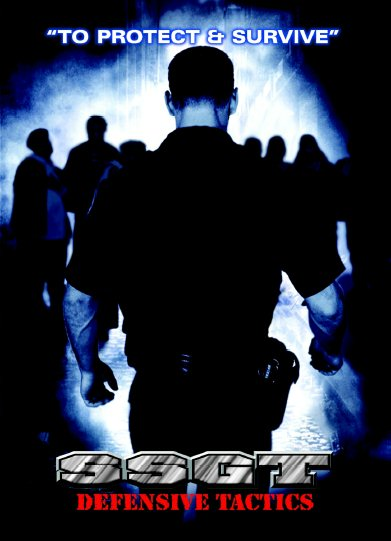 “TO PROTECT & SURVIVE”
SSGT
DEFENSIVE TACTICS